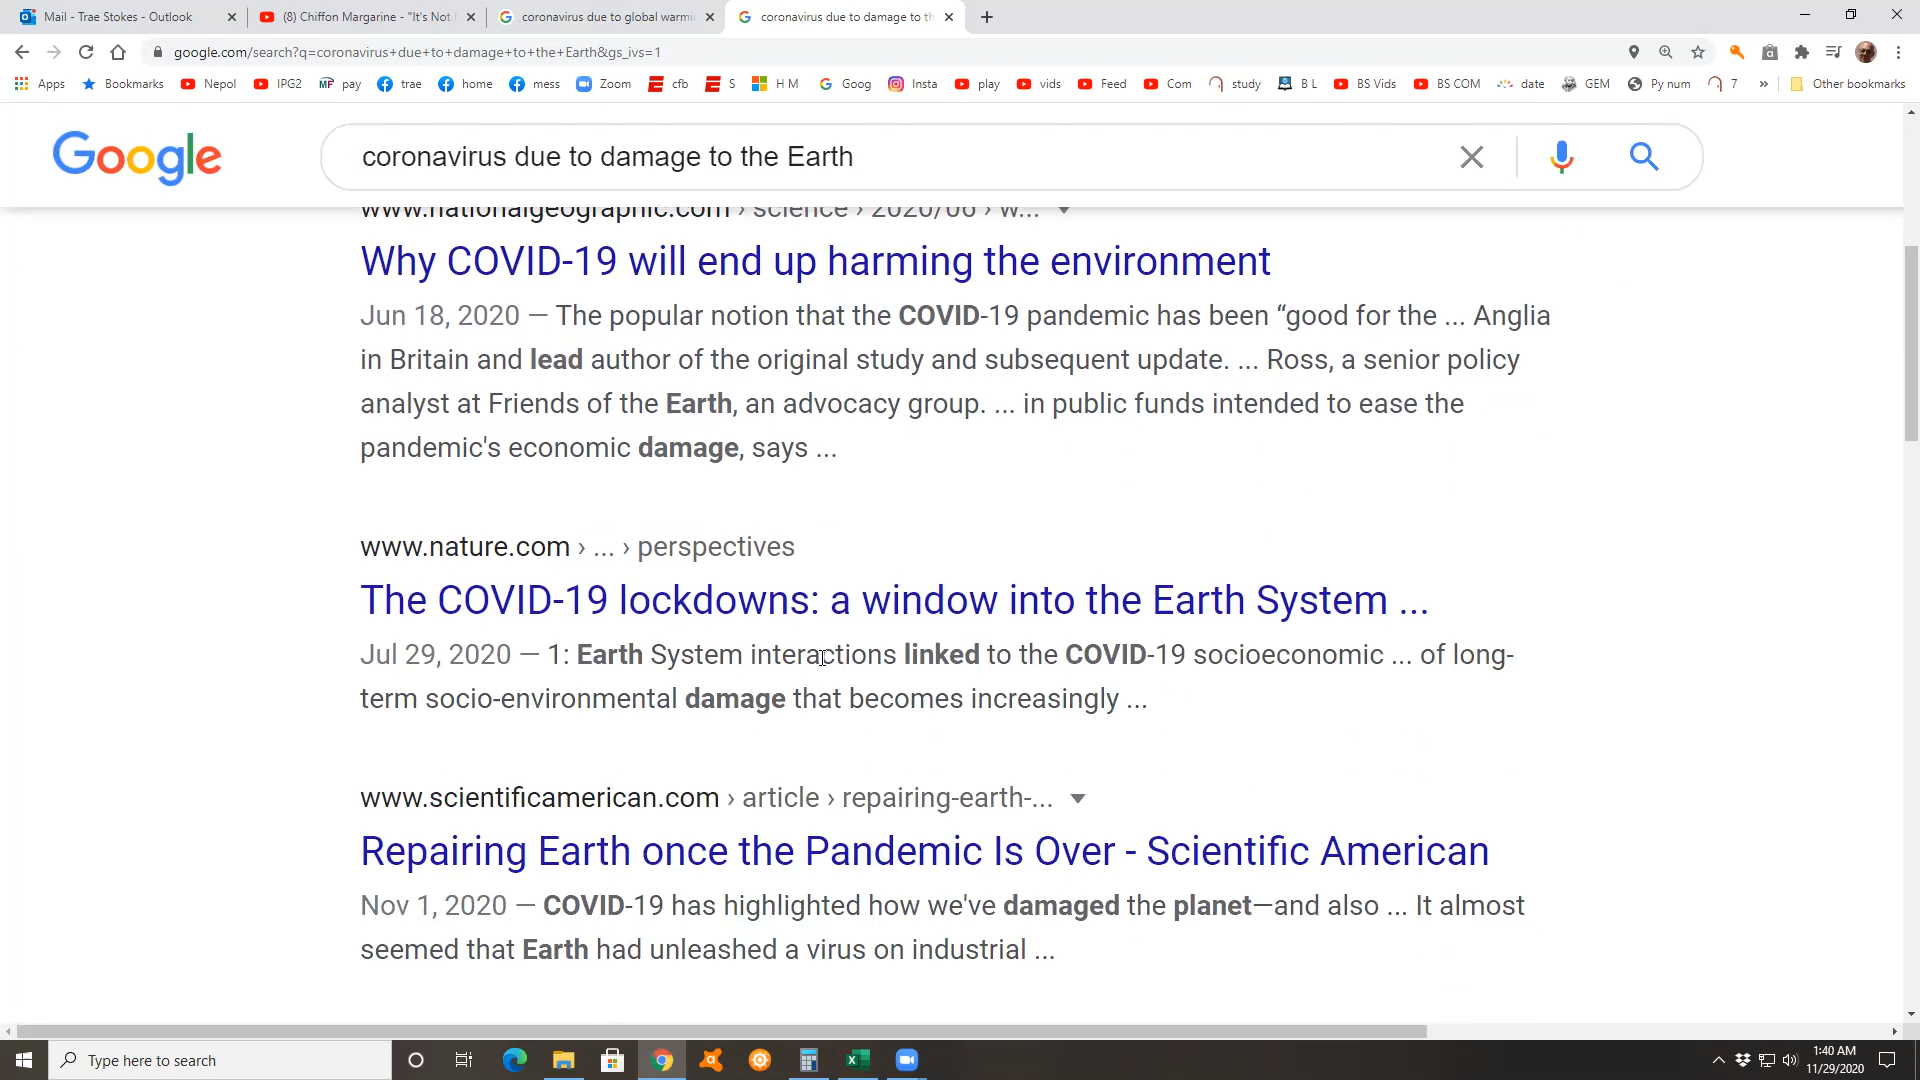 Mail - Trae Stokes - Outlook
(8) Chiffon Margarine - "It's Not
coronavirus due to global warmi
coronavirus due to damage to th
google.com/search?q=coronavirus+due+to+damage+to+the+Earth&gs_ivs=1
Apps Bookmarks Nepol IPG2 pay trae home mess Zoom cfb S H M Goog Insta play vids Feed Com study B L BS Vids BS COM date GEM Py num 7 » Other bookmarks
Google
coronavirus due to damage to the Earth
www.nationalgeographic.com › science › 2020/06 › w...
Why COVID-19 will end up harming the environment
Jun 18, 2020 — The popular notion that the COVID-19 pandemic has been “good for the ... Anglia
in Britain and lead author of the original study and subsequent update. ... Ross, a senior policy
analyst at Friends of the Earth, an advocacy group. ... in public funds intended to ease the
pandemic's economic damage, says ...
www.nature.com › ... › perspectives
The COVID-19 lockdowns: a window into the Earth System ...
Jul 29, 2020 — 1: Earth System interactions linked to the COVID-19 socioeconomic ... of long-
term socio-environmental damage that becomes increasingly ...
www.scientificamerican.com › article › repairing-earth-...
Repairing Earth once the Pandemic Is Over - Scientific American
Nov 1, 2020 — COVID-19 has highlighted how we've damaged the planet—and also ... It almost
seemed that Earth had unleashed a virus on industrial ...
Type here to search
1:40 AM
11/29/2020